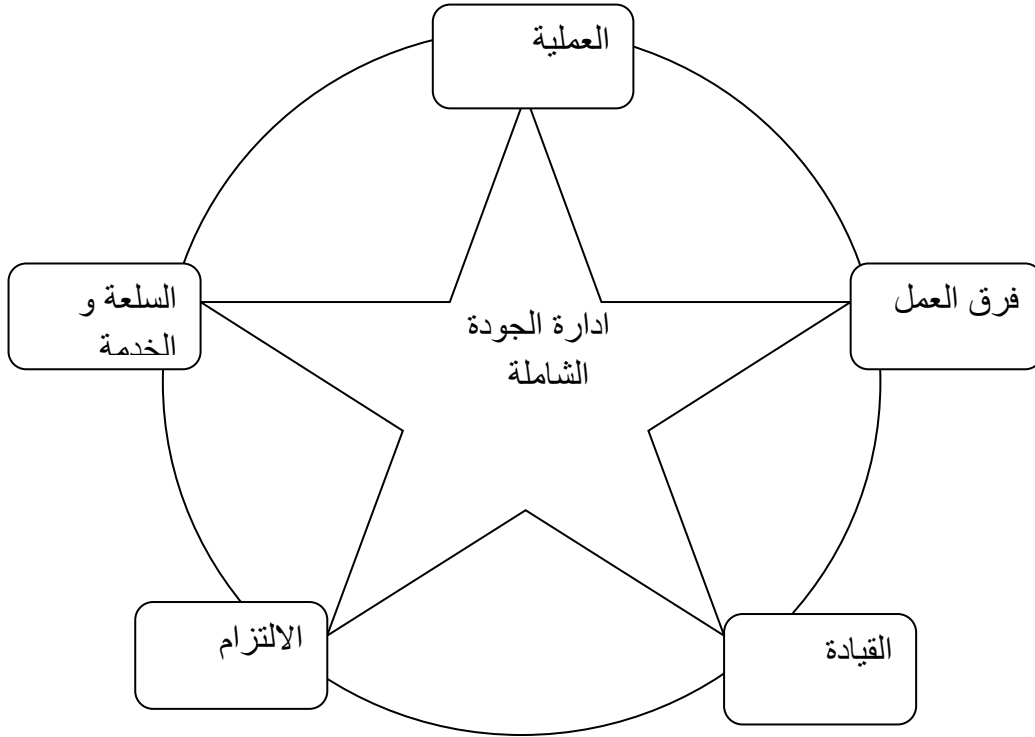 العملية
فرق العمل
السلعة و
الخدمة
ادارة الجودة
الشاملة
القيادة
الالتزام